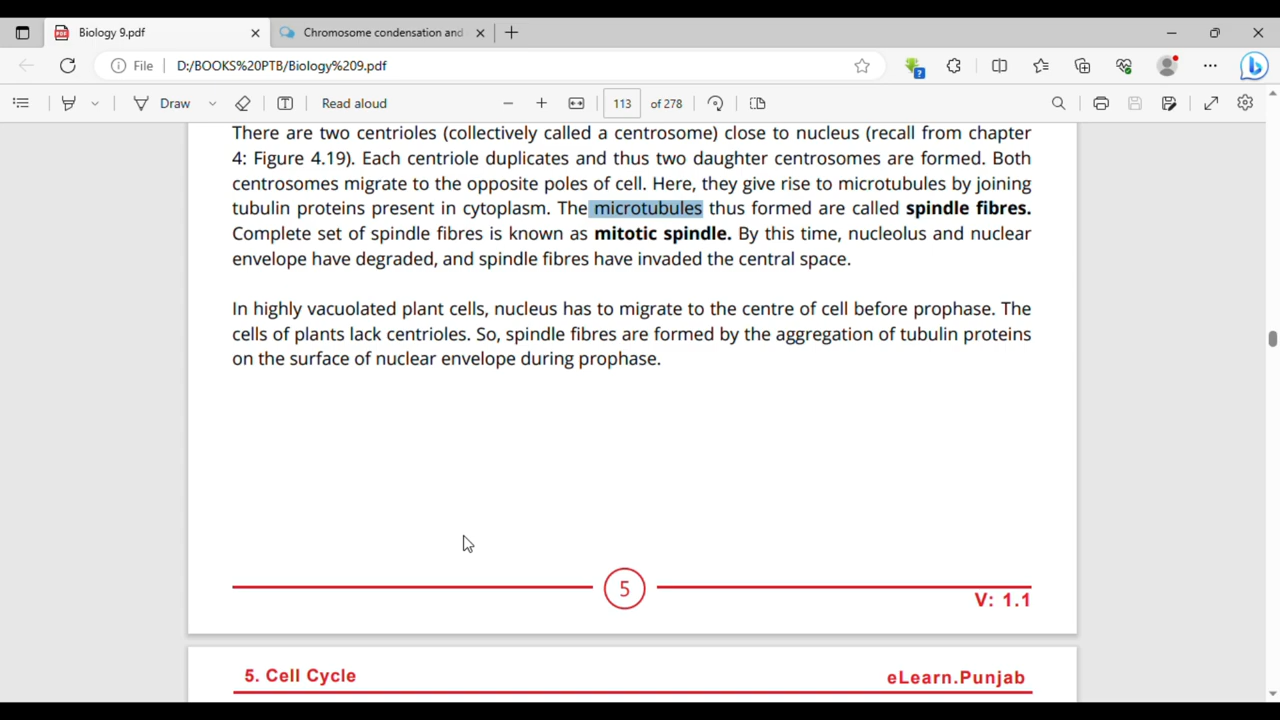 Biology 9.pdf
Chromosome condensation and
File
D:/BOOKS%20PTB/Biology%209.pdf
Draw
Read aloud
113
of 278
There are two centrioles (collectively called a centrosome) close to nucleus (recall from chapter
4: Figure 4.19). Each centriole duplicates and thus two daughter centrosomes are formed. Both
centrosomes migrate to the opposite poles of cell. Here, they give rise to microtubules by joining
tubulin proteins present in cytoplasm. The microtubules thus formed are called spindle fibres.
Complete set of spindle fibres is known as mitotic spindle. By this time, nucleolus and nuclear
envelope have degraded, and spindle fibres have invaded the central space.
In highly vacuolated plant cells, nucleus has to migrate to the centre of cell before prophase. The
cells of plants lack centrioles. So, spindle fibres are formed by the aggregation of tubulin proteins
on the surface of nuclear envelope during prophase.
5
V: 1.1
5. Cell Cycle
eLearn.Punjab